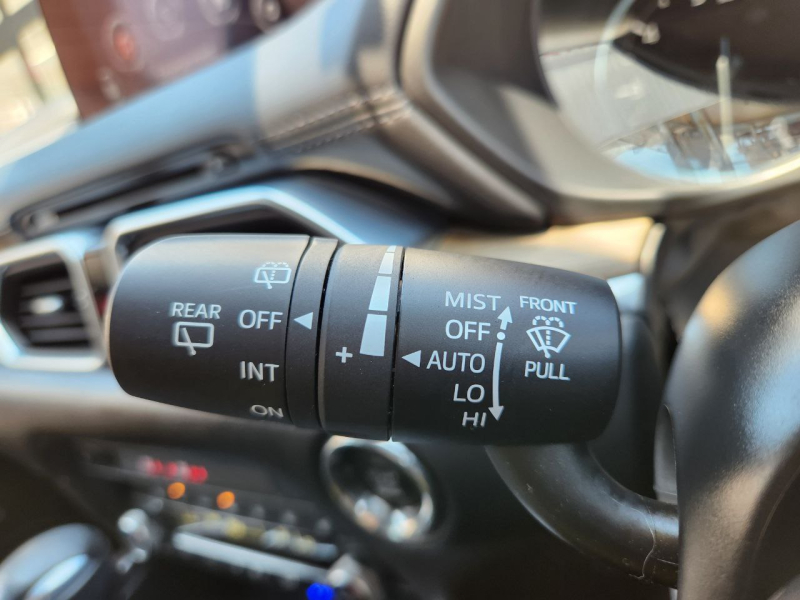 REAR
OFF
INT
ON
+
MIST
OFF
AUTO
LO
HI
FRONT
PULL